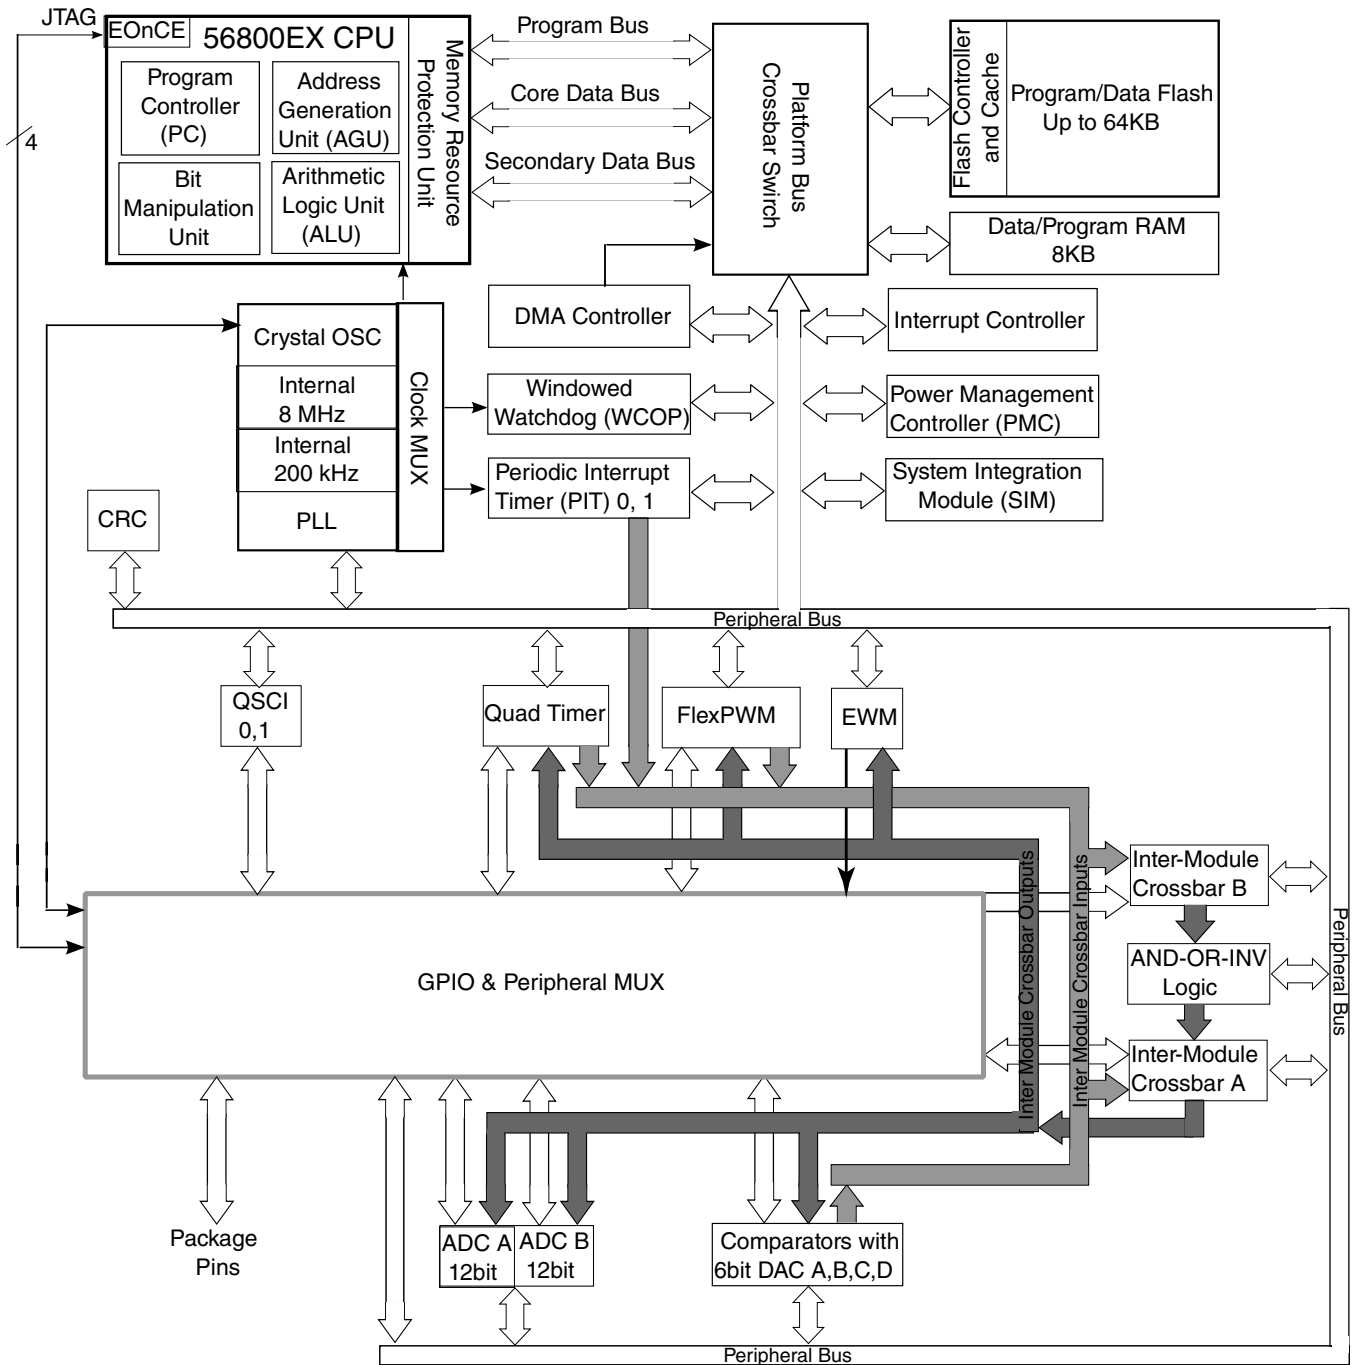 JTAG
EOnCE
56800EX CPU
Program
Controller
(PC)
Address
Generation
Unit (AGU)
Bit
Manipulation
Unit
Arithmetic
Logic Unit
(ALU)
Memory Resource
Protection Unit
4
Program Bus
Core Data Bus
Secondary Data Bus
Platform Bus
Crossbar Swirch
Flash Controller
and Cache
Program/Data Flash
Up to 64KB
Data/Program RAM
8KB
Crystal OSC
Internal
8 MHz
Internal
200 kHz
PLL
Clock MUX
DMA Controller
Windowed
Watchdog (WCOP)
Periodic Interrupt
Timer (PIT) 0, 1
Interrupt Controller
Power Management
Controller (PMC)
System Integration
Module (SIM)
CRC
Peripheral Bus
QSCI
0,1
Quad Timer
FlexPWM
EWM
Inter Module Crossbar Outputs
Inter Module Crossbar Inputs
Inter-Module
Crossbar B
AND-OR-INV
Logic
Inter-Module
Crossbar A
Peripheral Bus
GPIO & Peripheral MUX
Package
Pins
ADC A
12bit
ADC B
12bit
Comparators with
6bit DAC A,B,C,D
Peripheral Bus